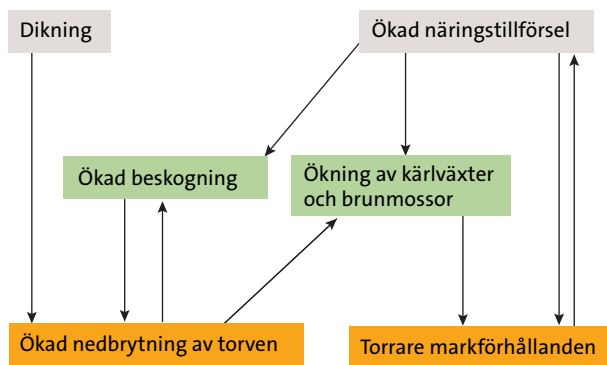 Dikning
Ökad näringstillförsel
Ökad beskogning
Ökning av kärlväxter
och brunmossor
Ökad nedbrytning av torven
Torrare markförhållanden